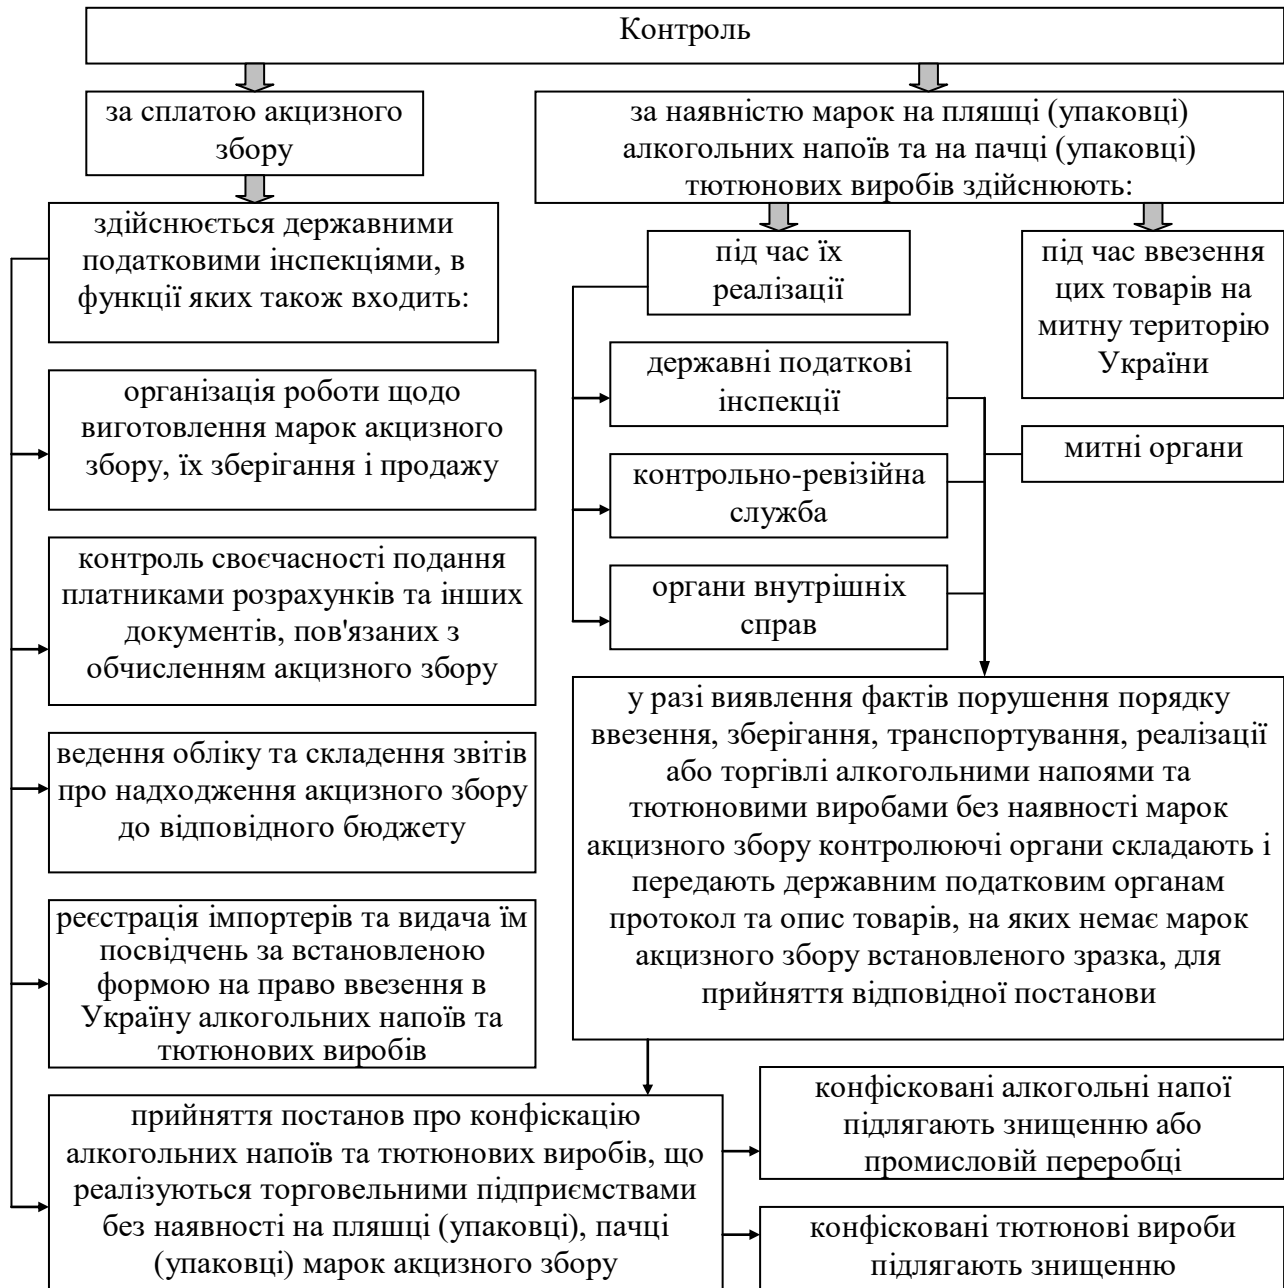 Контроль
за сплатою акцизного
збору
за наявністю марок на пляшці (упаковці)
алкогольних напоїв та на пачці (упаковці)
тютюнових виробів здійснюють:
здійснюється державними
податковими інспекціями, в
функції яких також входить:
організація роботи щодо
виготовлення марок акцизного
збору, їх зберігання і продажу
контроль своєчасності подання
платниками розрахунків та інших
документів, пов'язаних з
обчисленням акцизного збору
ведення обліку та складення звітів
про надходження акцизного збору
до відповідного бюджету
реєстрація імпортерів та видача їм
посвідчень за встановленою
формою на право ввезення в
Україну алкогольних напоїв та
тютюнових виробів
під час їх
реалізації
державні податкові
інспекції
контрольно-ревізійна
служба
органи внутрішніх
справ
під час ввезення
цих товарів на
митну територію
України
митні органи
у разі виявлення фактів порушення порядку
ввезення, зберігання, транспортування, реалізації
або торгівлі алкогольними напоями та
тютюновими виробами без наявності марок
акцизного збору контролюючі органи складають і
передають державним податковим органам
протокол та опис товарів, на яких немає марок
акцизного збору встановленого зразка, для
прийняття відповідної постанови
прийняття постанов про конфіскацію
алкогольних напоїв та тютюнових виробів, що
реалізуються торговельними підприємствами
без наявності на пляшці (упаковці), пачці
(упаковці) марок акцизного збору
конфісковані алкогольні напої
підлягають знищенню або
промисловій переробці
конфісковані тютюнові вироби
підлягають знищенню